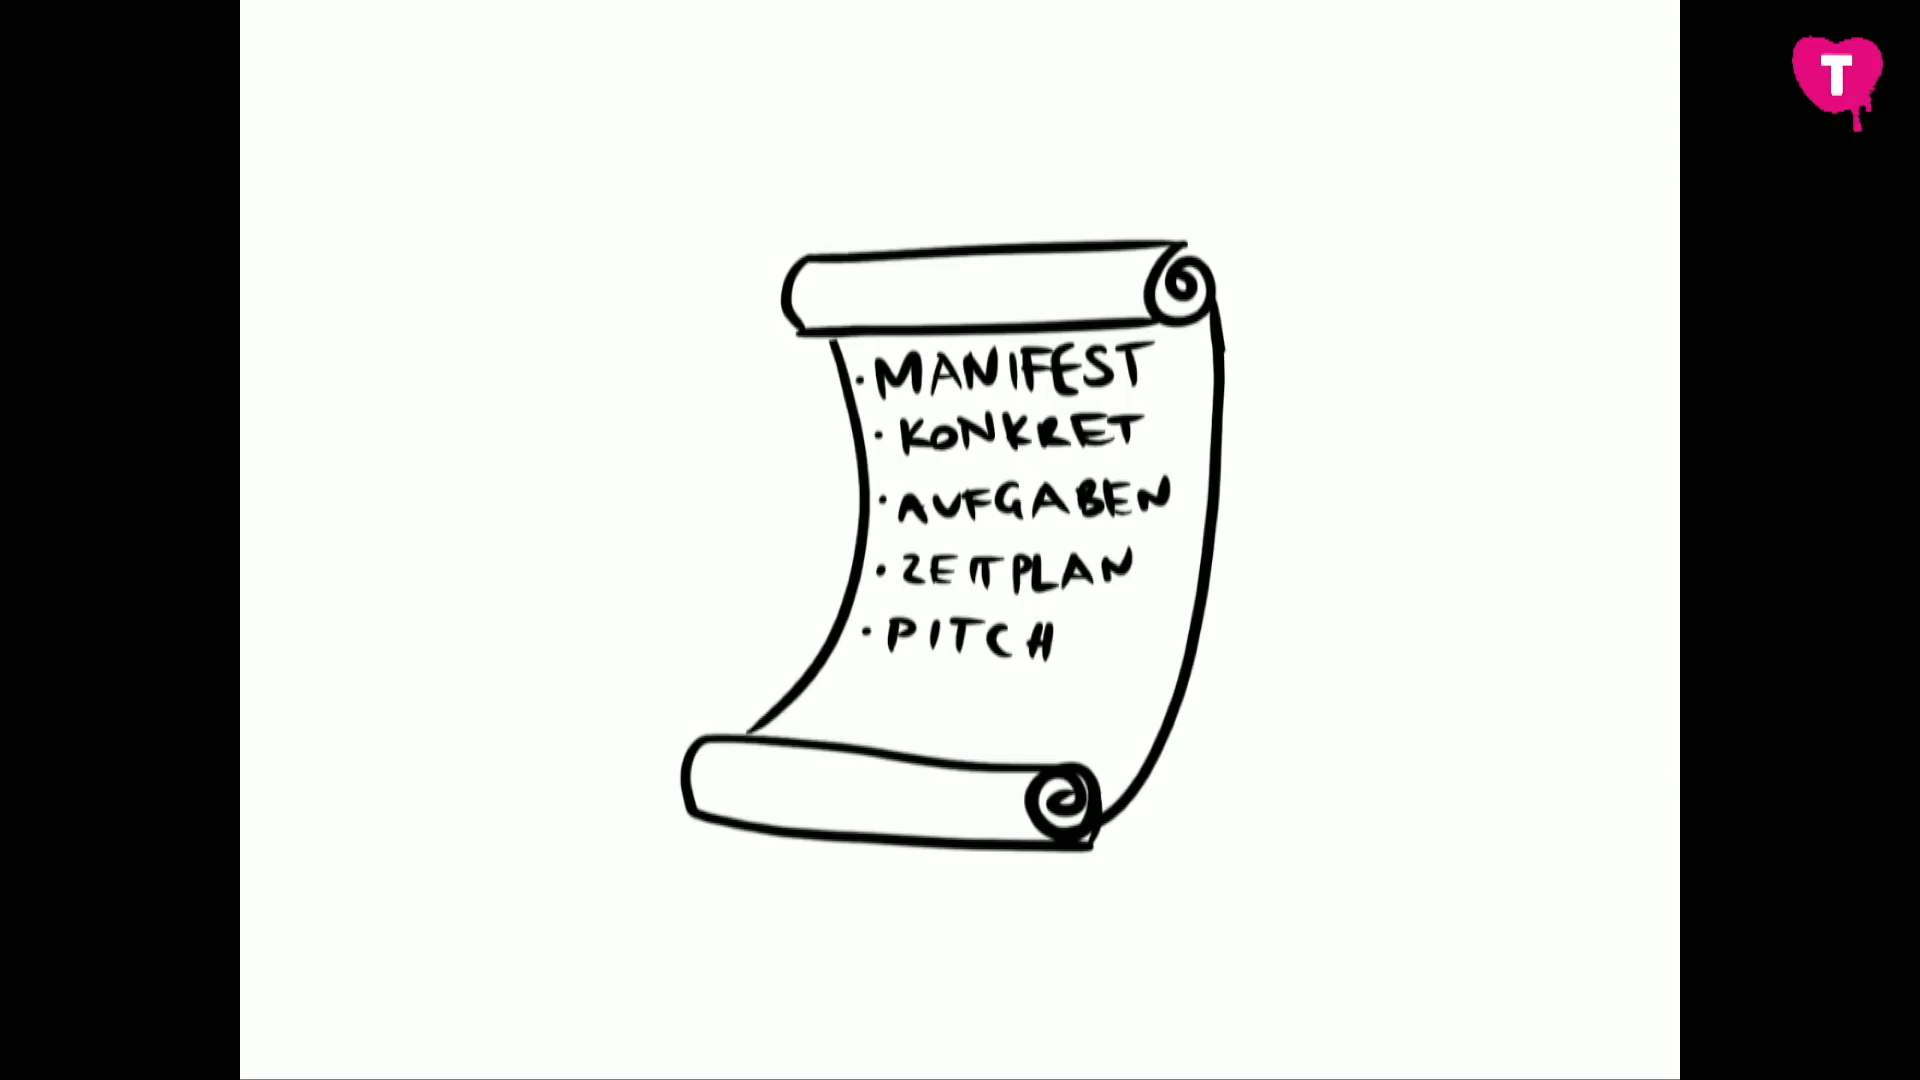 T
· MANIFEST
· KONKRET
· AUFGABEN
· ZEITPLAN
· PITCH